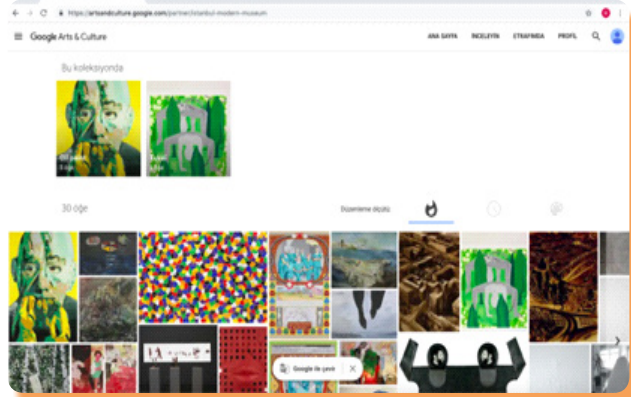 https://artsandculture.google.com/partner/istanbul-modern-museum
Google Arts & Culture
ANA SAYFA İNCELEYİN ETRAFIMDA PROFİL
Bu koleksiyonda
30 öğe
Düzenleme ölçütü:
Google ile çevir